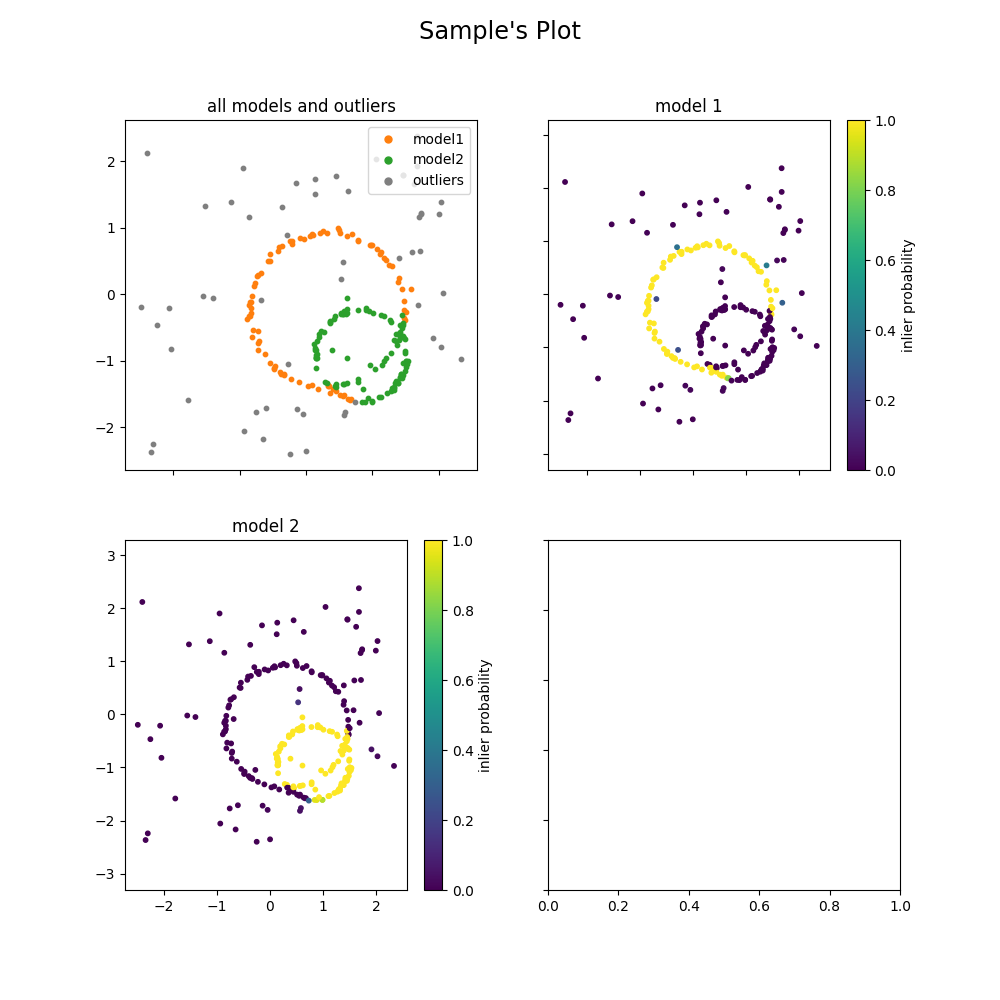 Sample's Plot
all models and outliers
model1
model2
outliers
2
1
0
−1
−2
model 1
1.0
0.8
0.6
0.4
0.2
0.0
inlier probability
model 2
3
2
1
0
−1
−2
−3
−2 −1 0 1 2
1.0
0.8
0.6
0.4
0.2
0.0
inlier probability
0.0 0.2 0.4 0.6 0.8 1.0